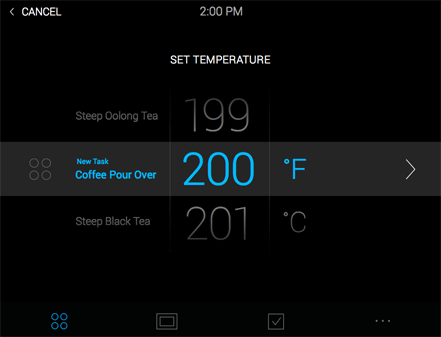 CANCEL
2:00 PM
SET TEMPERATURE
Steep Oolong Tea
199
New Task
Coffee Pour Over
200
°F
Steep Black Tea
201
°C